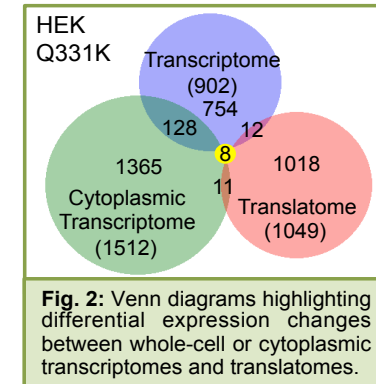 HEK
Q331K
Transcriptome
(902)
754
128
12
8
1365
1018
11
Cytoplasmic
Transcriptome
(1512)
Translatome
(1049)
Fig. 2: Venn diagrams highlighting
differential expression changes
between whole-cell or cytoplasmic
transcriptomes and translatomes.